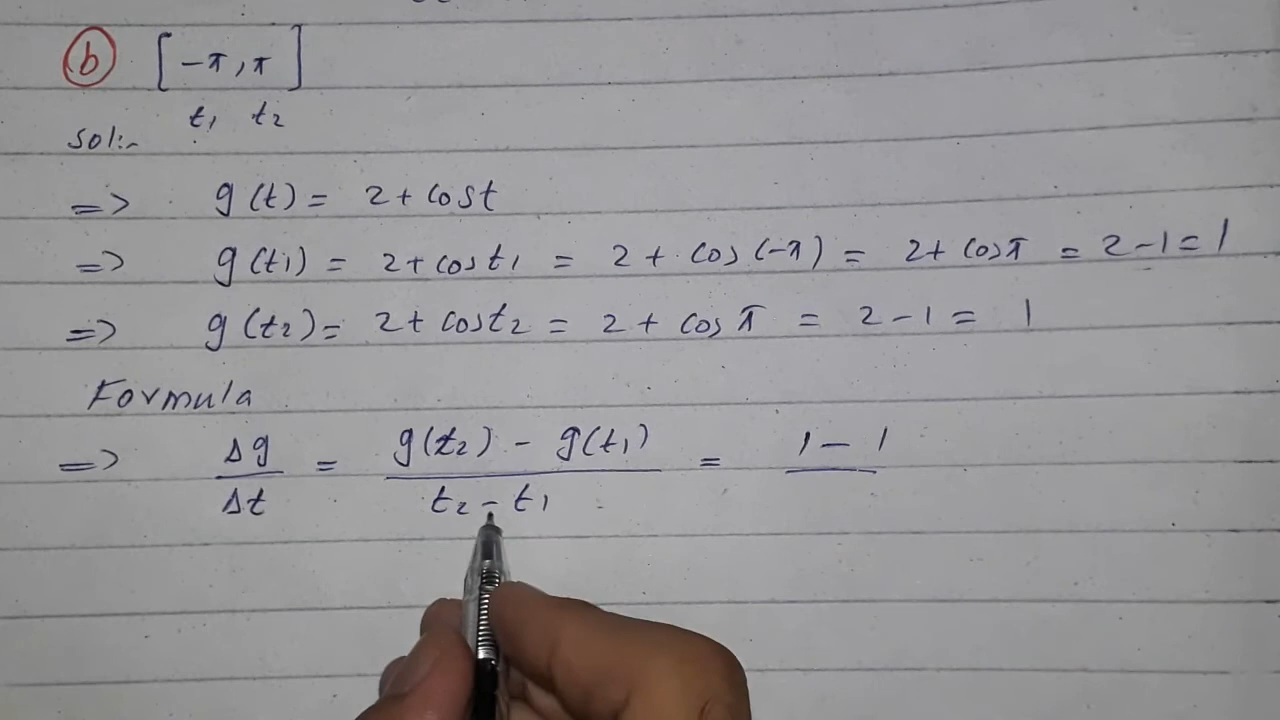 b [-π, π]
t₁ t₂
Sol:-
=> g(t) = 2 + cost
=> g(t₁) = 2 + cost₁ = 2 + cos(-π) = 2 + cosπ = 2 - 1 = 1
=> g(t₂) = 2 + cost₂ = 2 + cos π = 2 - 1 = 1
Formula
=> Δg/Δt = g(t₂) - g(t₁)/t₂ - t₁ = 1 - 1